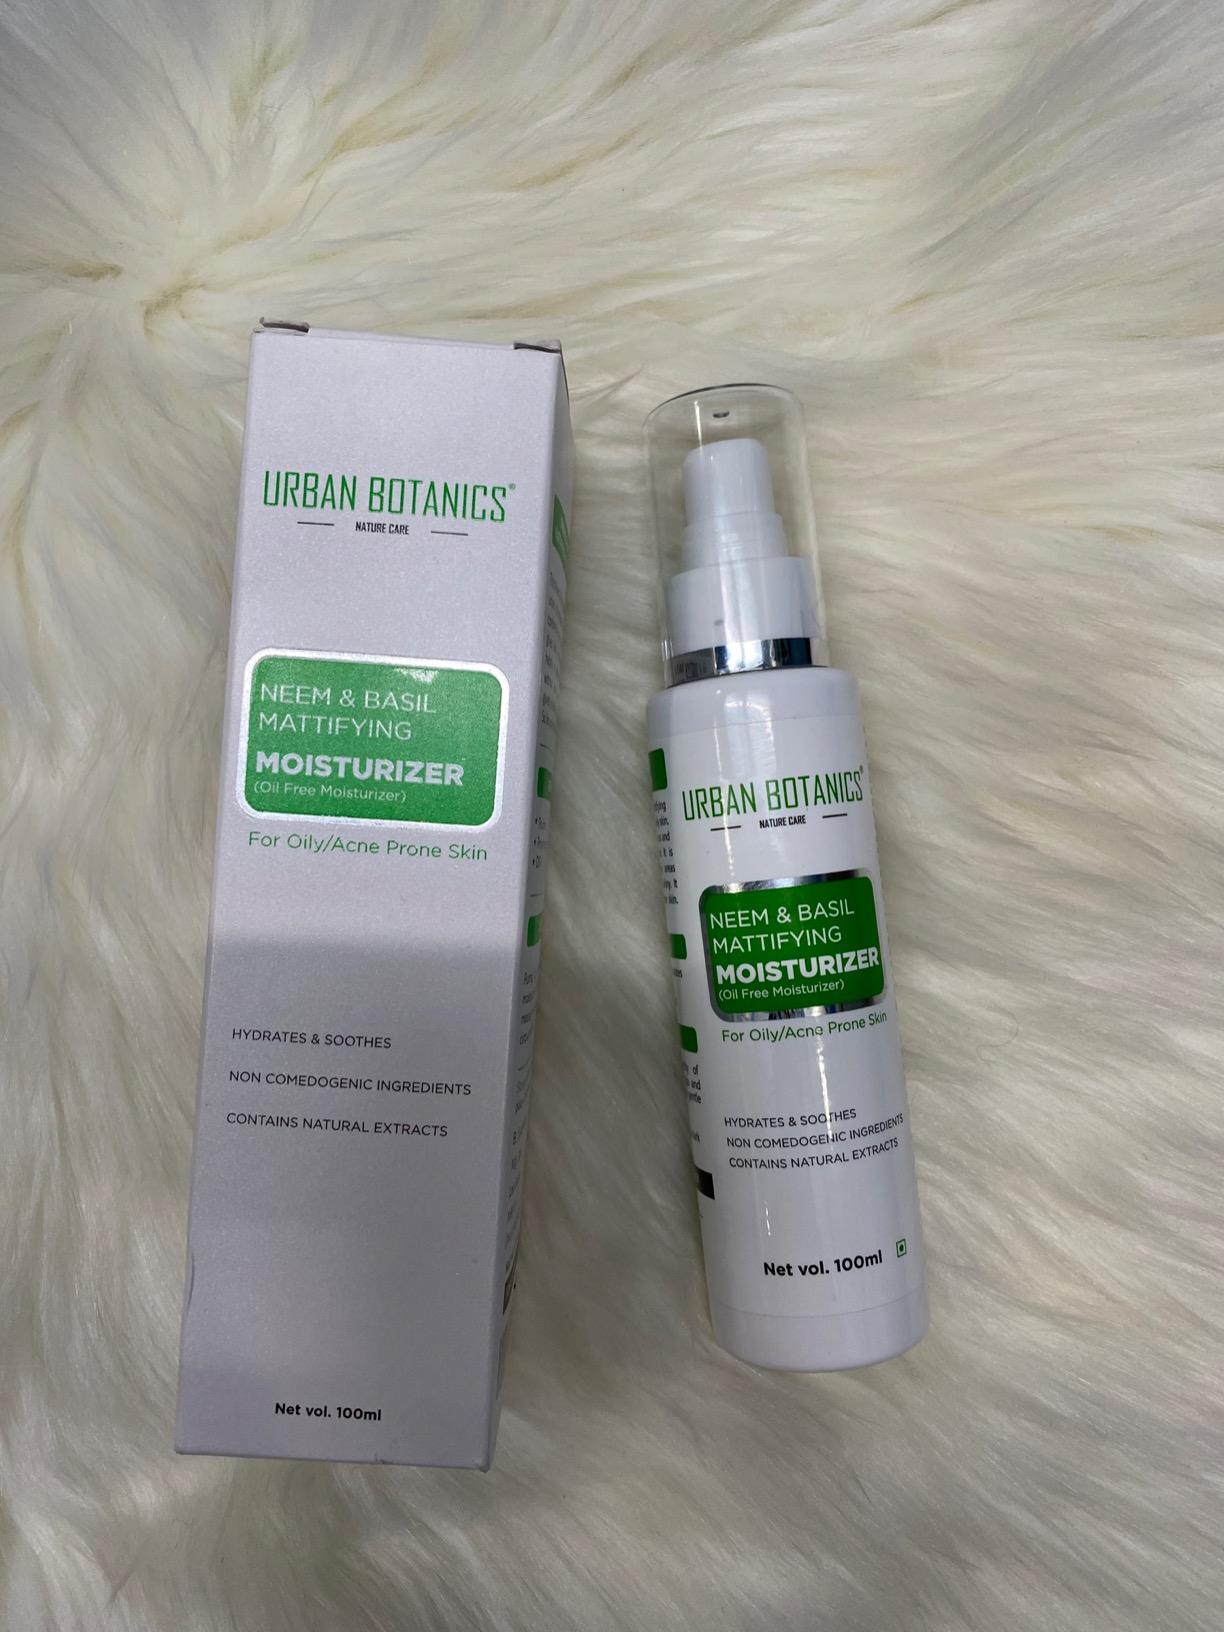 URBAN BOTANICS®
NATURE CARE
NEEM & BASIL
MATTIFYING
MOISTURIZER
(Oil Free Moisturizer)
For Oily/Acne Prone Skin
HYDRATES & SOOTHES
NON COMEDOGENIC INGREDIENTS
CONTAINS NATURAL EXTRACTS
Net vol. 100ml
URBAN BOTANICS®
NATURE CARE
NEEM & BASIL
MATTIFYING
MOISTURIZER
(Oil Free Moisturizer)
For Oily/Acne Prone Skin
HYDRATES & SOOTHES
NON COMEDOGENIC INGREDIENTS
CONTAINS NATURAL EXTRACTS
Net vol. 100ml